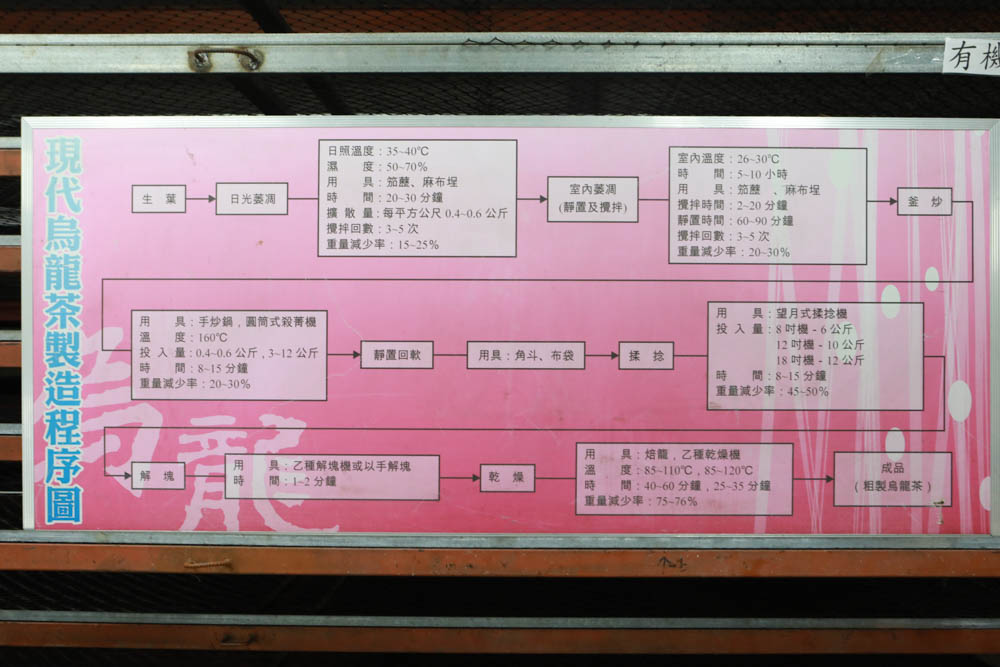 有機
現代烏龍茶製造程序圖
生葉
日光萎凋
日照溫度：35~40℃
濕度：50~70%
用具：笳藶、麻布埕
時間：20~30 分鐘
擴散量：每平方公尺 0.4~0.6 公斤
攪拌回數：3~5 次
重量減少率：15~25%
室內萎凋
(靜置及攪拌)
室內溫度：26~30℃
時間：5~10 小時
用具：笳藶、麻布埕
攪拌時間：2~20 分鐘
靜置時間：60~90 分鐘
攪拌回數：3~5 次
重量減少率：20~30%
釜炒
用具：手炒鍋，圓筒式殺菁機
溫度：160℃
投入量：0.4~0.6 公斤，3~12 公斤
時間：8~15 分鐘
重量減少率：20~30%
靜置回軟
用具：角斗、布袋
揉捻
用具：望月式揉捻機
投入量：8 吋機 - 6 公斤
12 吋機 - 10 公斤
18 吋機 - 12 公斤
時間：8~15 分鐘
重量減少率：45~50%
解塊
用具：乙種解塊機或以手解塊
時間：1~2 分鐘
乾燥
用具：焙籠，乙種乾燥機
溫度：85~110℃，85~120℃
時間：40~60 分鐘，25~35 分鐘
重量減少率：75~76%
成品
(粗製烏龍茶)
烏龍